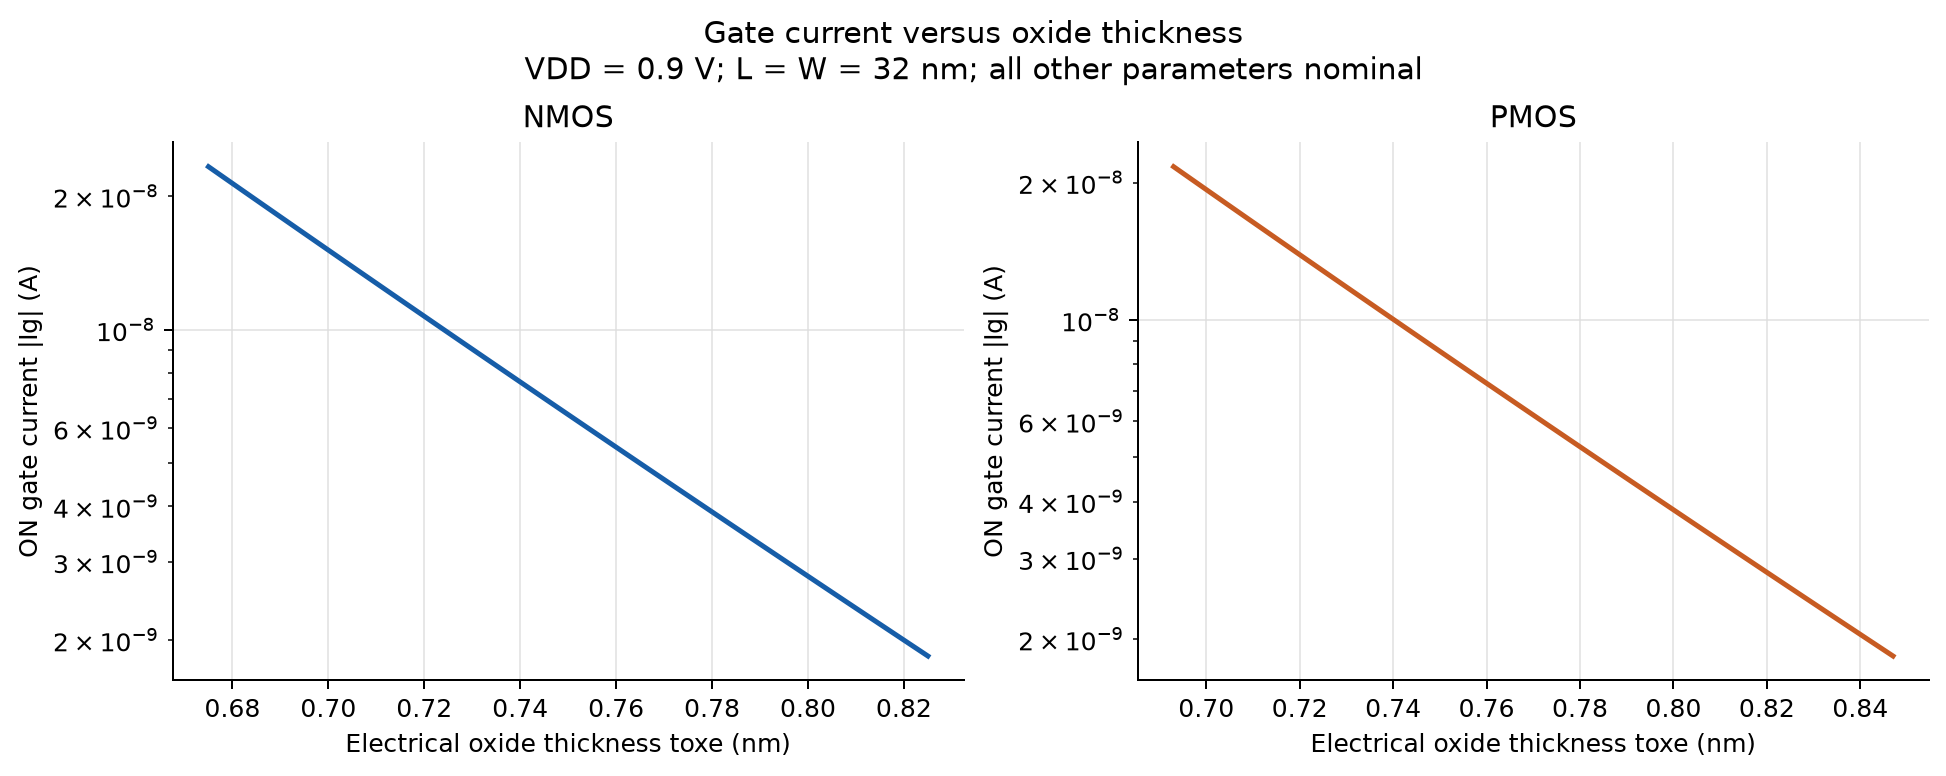 Gate current versus oxide thickness
VDD = 0.9 V; L = W = 32 nm; all other parameters nominal
NMOS
ON gate current |Ig| (A)
2 × 10⁻⁸
10⁻⁸
6 × 10⁻⁹
4 × 10⁻⁹
3 × 10⁻⁹
2 × 10⁻⁹
0.68 0.70 0.72 0.74 0.76 0.78 0.80 0.82
Electrical oxide thickness toxe (nm)
PMOS
ON gate current |Ig| (A)
2 × 10⁻⁸
10⁻⁸
6 × 10⁻⁹
4 × 10⁻⁹
3 × 10⁻⁹
2 × 10⁻⁹
0.70 0.72 0.74 0.76 0.78 0.80 0.82 0.84
Electrical oxide thickness toxe (nm)